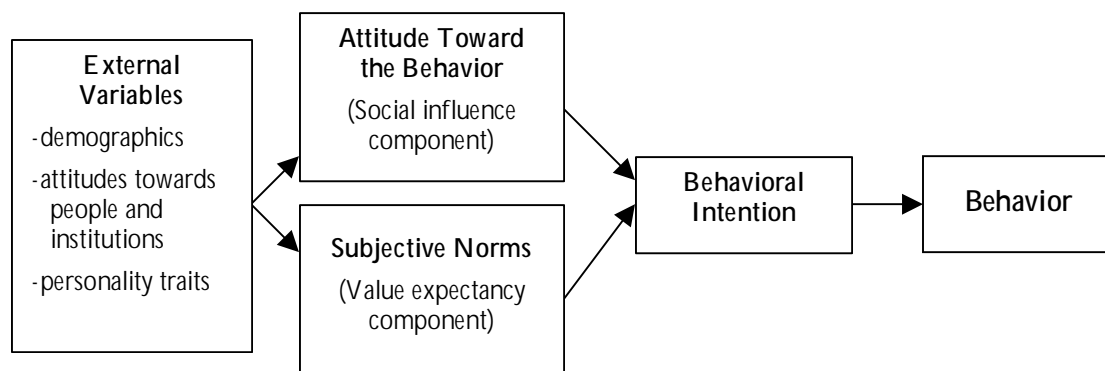 External
Variables
-demographics
-attitudes towards
people and
institutions
-personality traits
Attitude Toward
the Behavior
(Social influence
component)
Subjective Norms
(Value expectancy
component)
Behavioral
Intention
Behavior